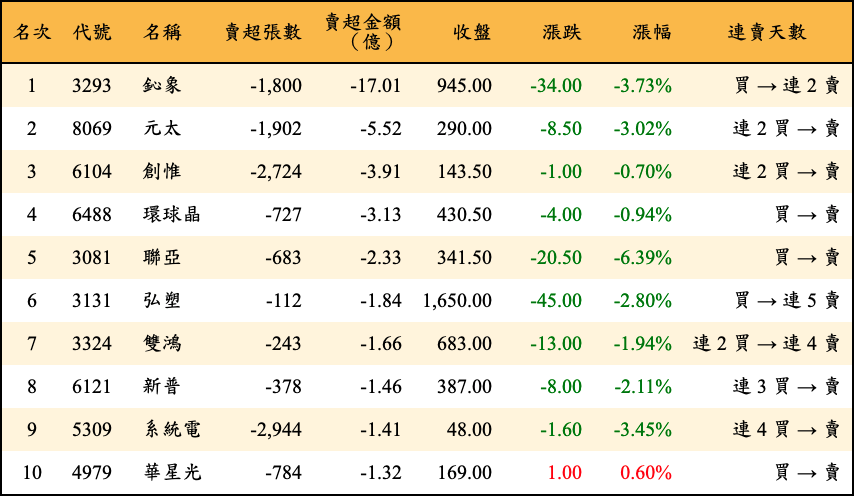 名次 代號 名稱 賣超張數 賣超金額（億） 收盤 漲跌 漲幅 連賣天數
1 3293 鈊象 -1,800 -17.01 945.00 -34.00 -3.73% 買 → 連 2 賣
2 8069 元太 -1,902 -5.52 290.00 -8.50 -3.02% 連 2 買 → 賣
3 6104 創惟 -2,724 -3.91 143.50 -1.00 -0.70% 連 2 買 → 賣
4 6488 環球晶 -727 -3.13 430.50 -4.00 -0.94% 買 → 賣
5 3081 聯亞 -683 -2.33 341.50 -20.50 -6.39% 買 → 賣
6 3131 弘塑 -112 -1.84 1,650.00 -45.00 -2.80% 買 → 連 5 賣
7 3324 雙鴻 -243 -1.66 683.00 -13.00 -1.94% 連 2 買 → 連 4 賣
8 6121 新普 -378 -1.46 387.00 -8.00 -2.11% 連 3 買 → 賣
9 5309 系統電 -2,944 -1.41 48.00 -1.60 -3.45% 連 4 買 → 賣
10 4979 華星光 -784 -1.32 169.00 1.00 0.60% 買 → 賣